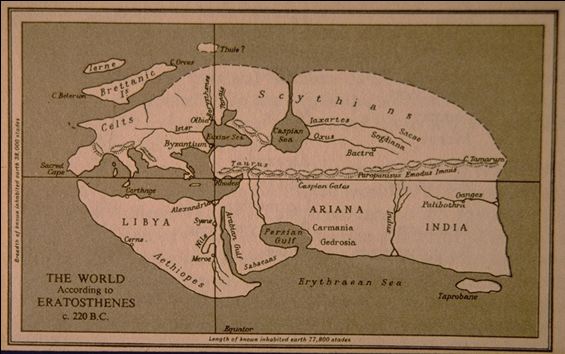 Thule ?
Ierne
C. Orcas
Brettanic
Is
C. Belerium
Borysthenes
Tanais
Scythians
Celts
Olbia
Ister
Byzantium
Euxine Sea
Caspian
Sea
Iaxartes
Oxus
Sacae
Sogdiana
Bactra
Sacred
Cape
Taurus
Paropanisus Emodus Imaus
C. Tamarum
Rhodes
Caspian Gates
Carthage
Alexandria
LIBYA
Syene
Arabian Gulf
Cerne
Nile
Meroe
Aethiopes
Sabaeans
ARIANA
Persian
Gulf
Carmania
Gedrosia
Indus
Ganges
Palibothra
INDIA
Erythraean Sea
Taprobane
THE WORLD
According to
ERATOSTHENES
c. 220 B.C.
Equator
Length of known inhabited earth 77,800 stades
Breadth of known inhabited earth 38,000 stades